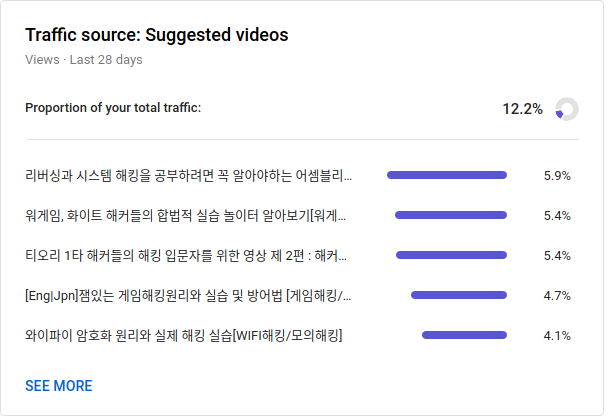 Traffic source: Suggested videos
Views · Last 28 days
Proportion of your total traffic: 12.2%
리버싱과 시스템 해킹을 공부하려면 꼭 알아야하는 어셈블리... 5.9%
워게임, 화이트 해커들의 합법적 실습 놀이터 알아보기[워게... 5.4%
티오리 1타 해커들의 해킹 입문자를 위한 영상 제 2편 : 해커... 5.4%
[Eng|Jpn]잼있는 게임해킹원리와 실습 및 방어법 [게임해킹/... 4.7%
와이파이 암호화 원리와 실제 해킹 실습[WIFI해킹/모의해킹] 4.1%
SEE MORE